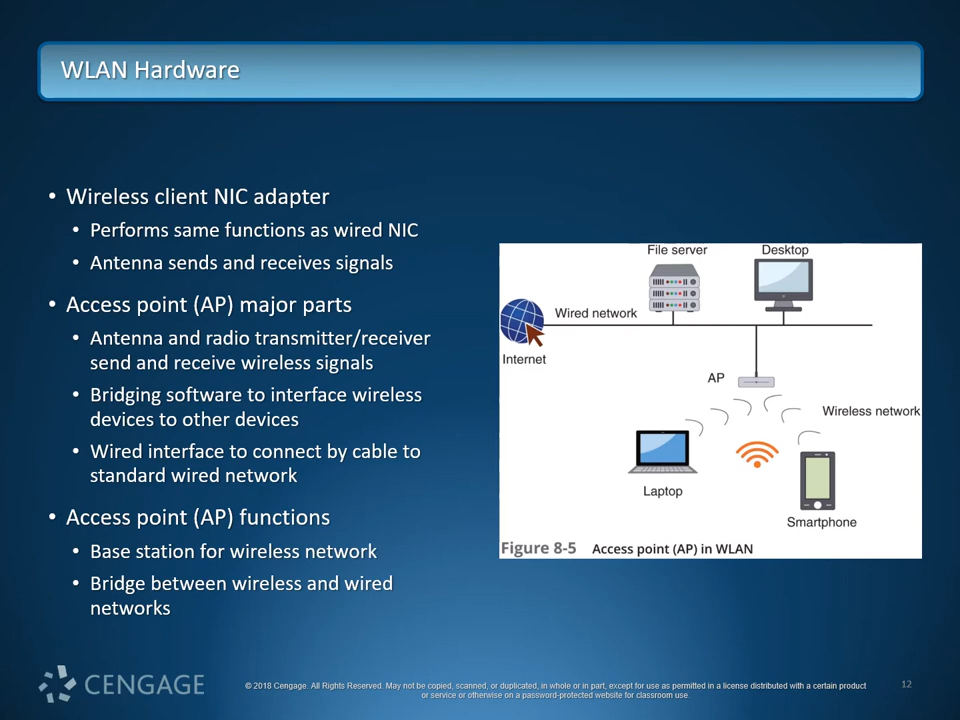 WLAN Hardware
• Wireless client NIC adapter
• Performs same functions as wired NIC
• Antenna sends and receives signals
• Access point (AP) major parts
• Antenna and radio transmitter/receiver
send and receive wireless signals
• Bridging software to interface wireless
devices to other devices
• Wired interface to connect by cable to
standard wired network
• Access point (AP) functions
• Base station for wireless network
• Bridge between wireless and wired
networks
File server
Desktop
Wired network
Internet
AP
Wireless network
Laptop
Smartphone
Figure 8-5 Access point (AP) in WLAN
CENGAGE
© 2018 Cengage. All Rights Reserved. May not be copied, scanned, or duplicated, in whole or in part, except for use as permitted in a license distributed with a certain product
or service or otherwise on a password-protected website for classroom use.
12